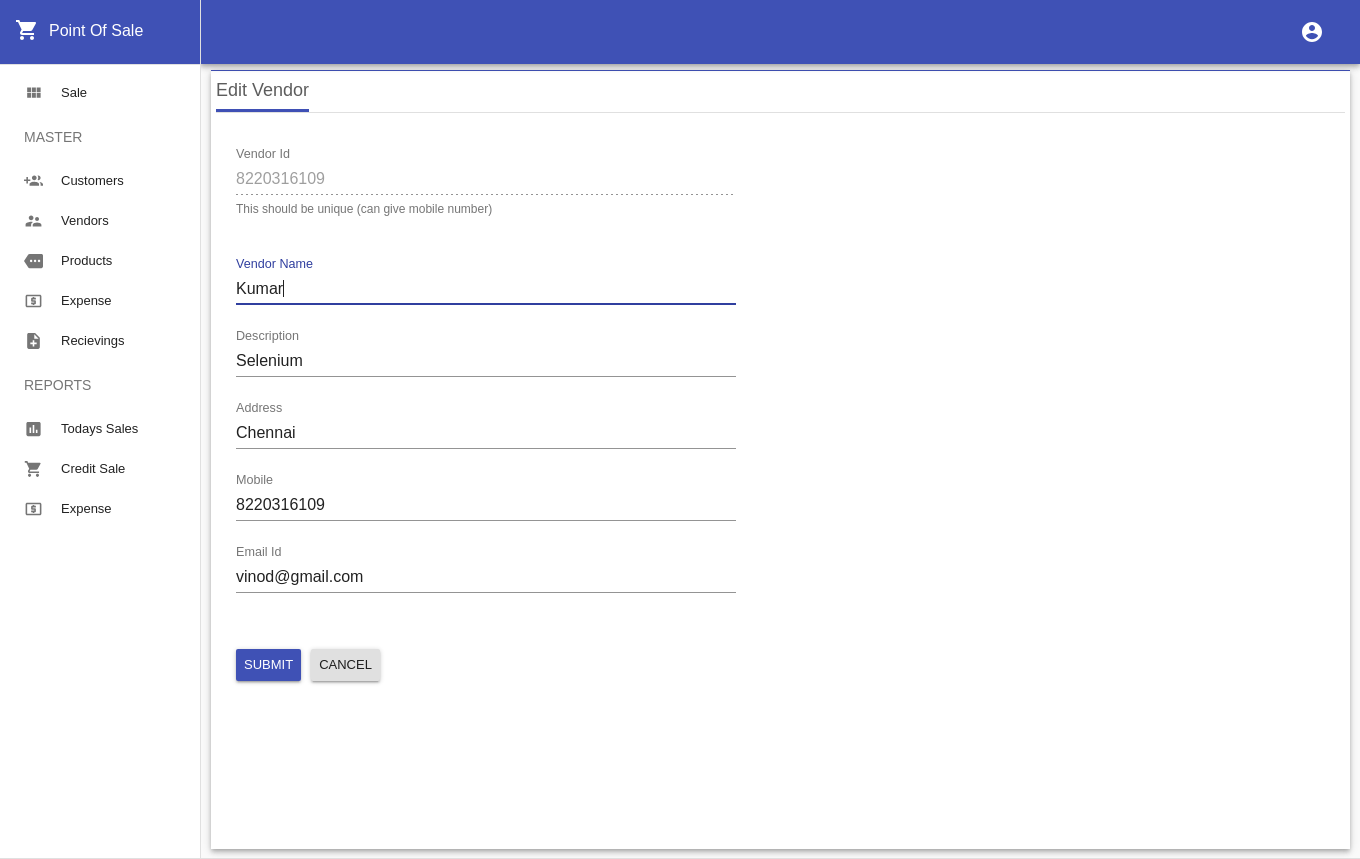 Point Of Sale
Sale
MASTER
Customers
Vendors
Products
Expense
Recievings
REPORTS
Todays Sales
Credit Sale
Expense
Edit Vendor
Vendor Id
8220316109
This should be unique (can give mobile number)
Vendor Name
Kumar
Description
Selenium
Address
Chennai
Mobile
8220316109
Email Id
vinod@gmail.com
SUBMIT CANCEL